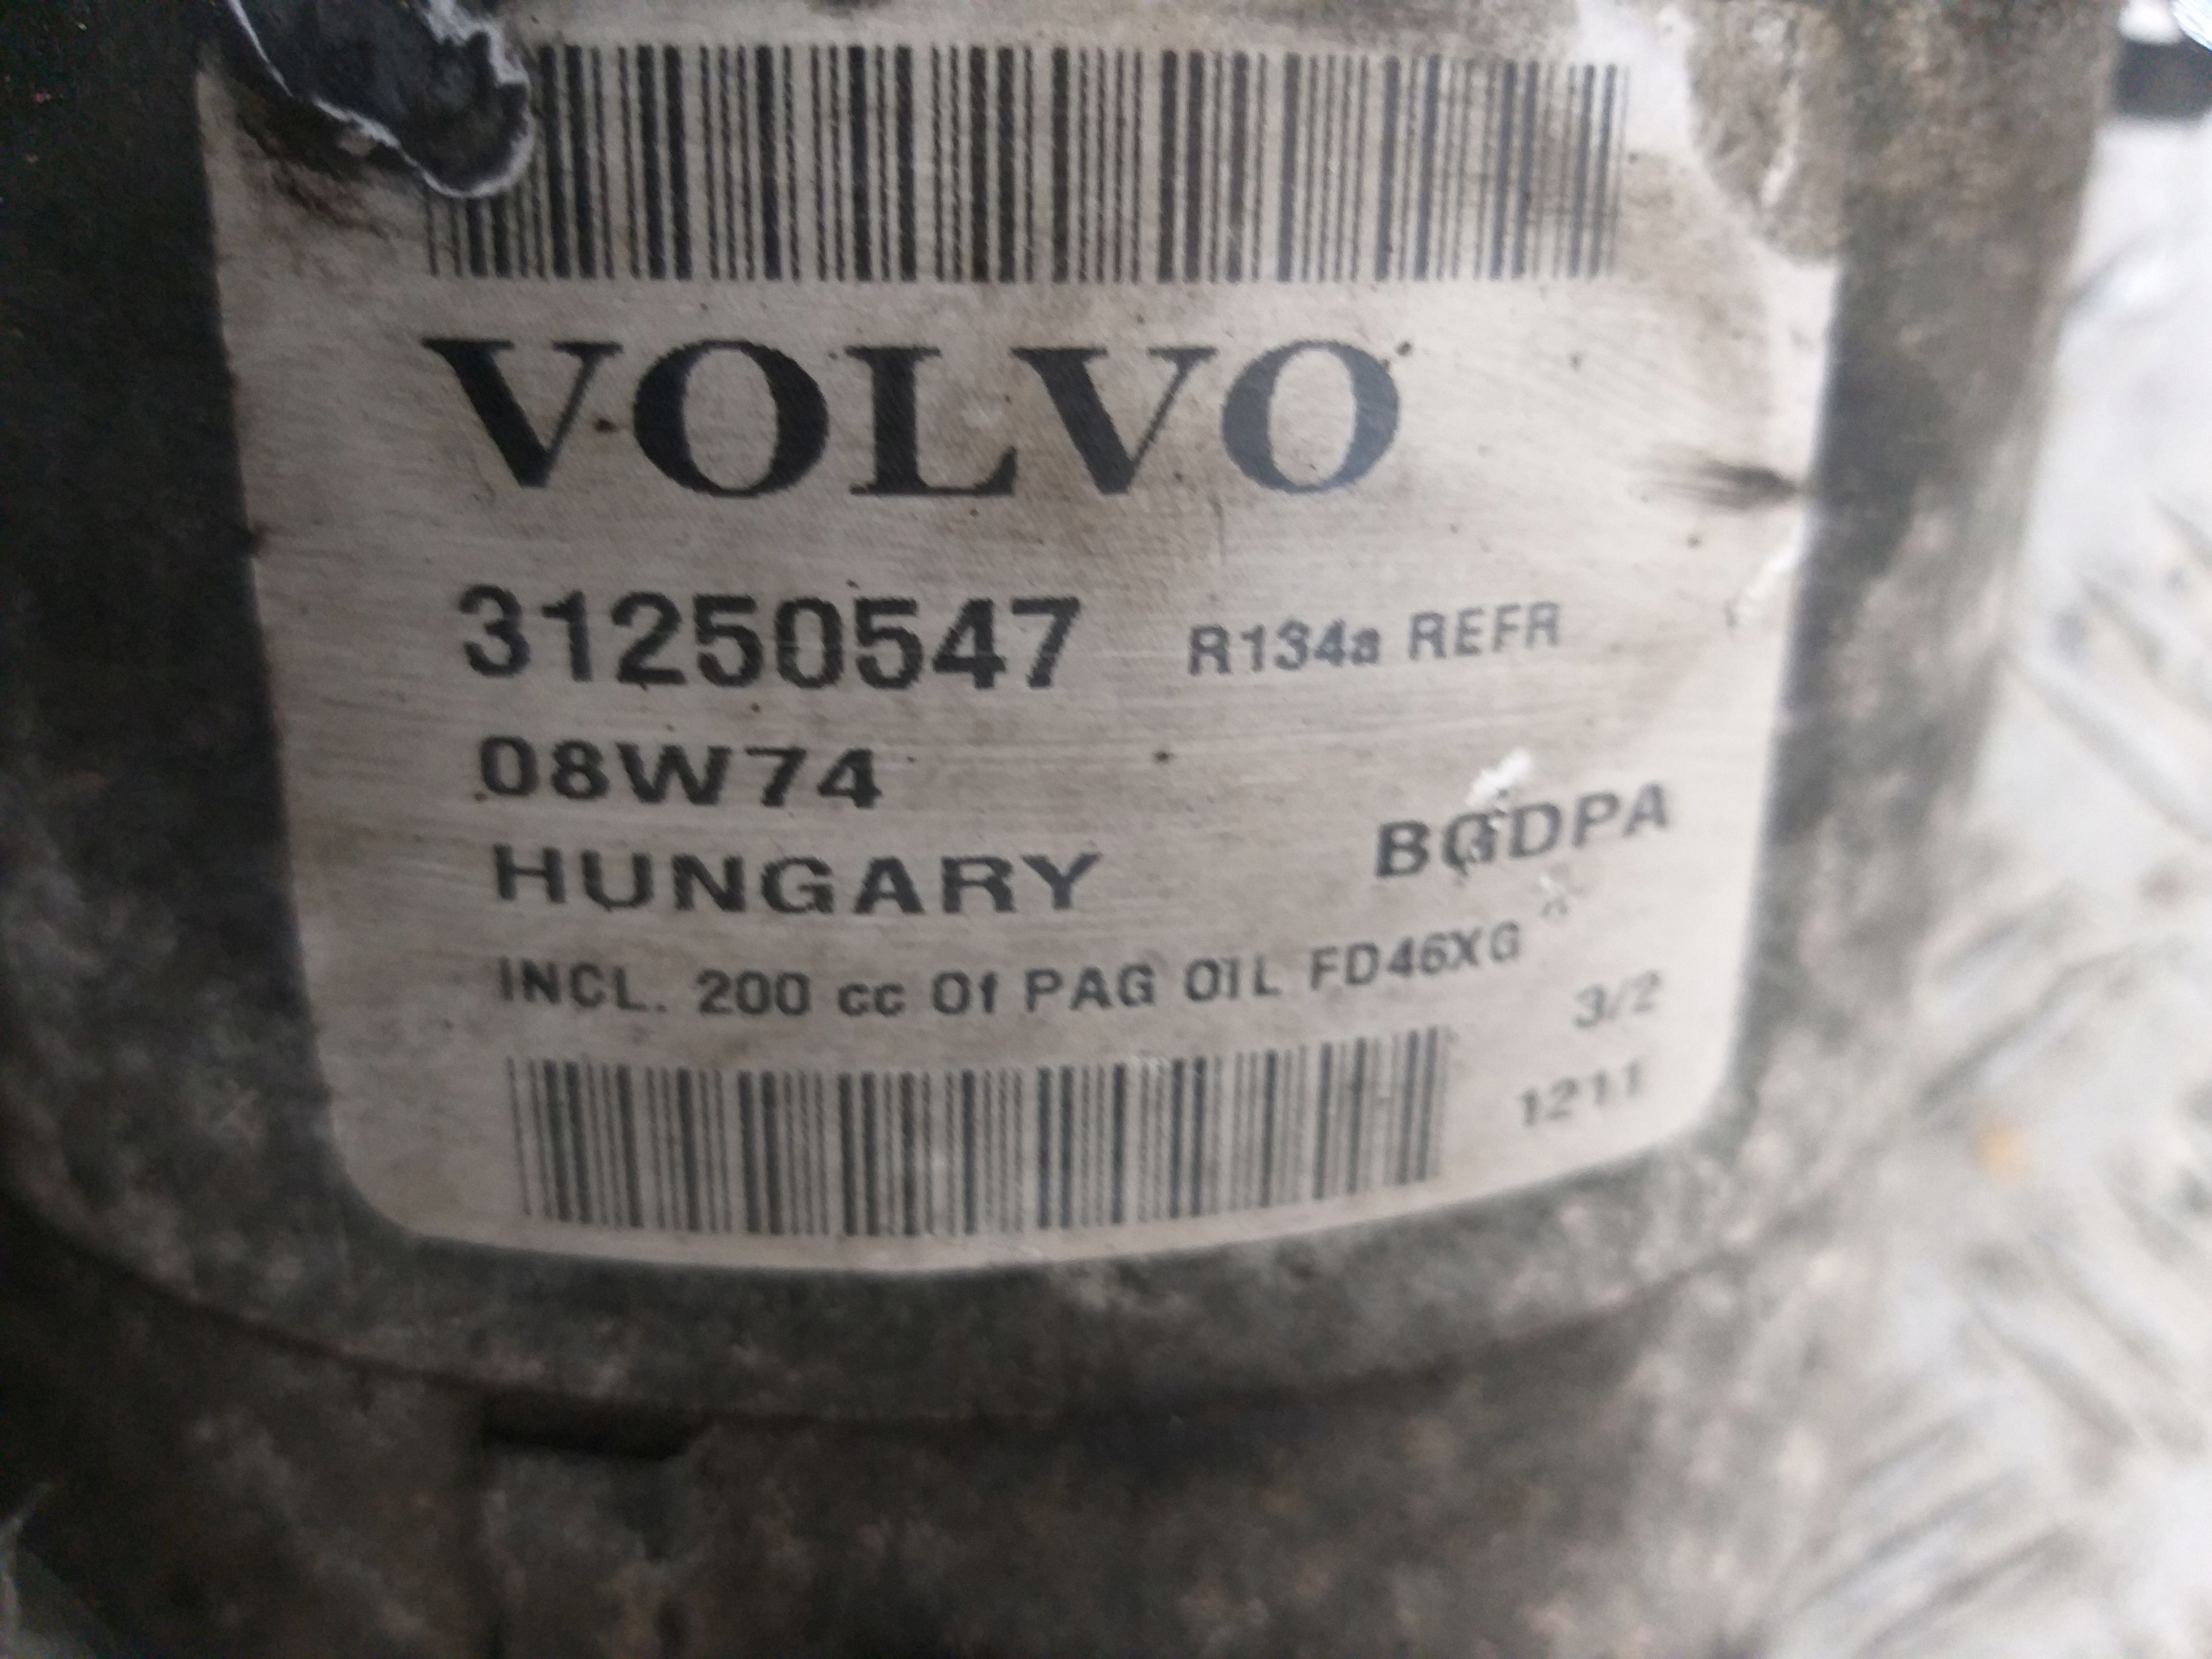 VOLVO
31250547 R134a REFR
08W74
HUNGARY BGDPA
INCL. 200 cc Of PAG OIL FD46XG
3/2
1211